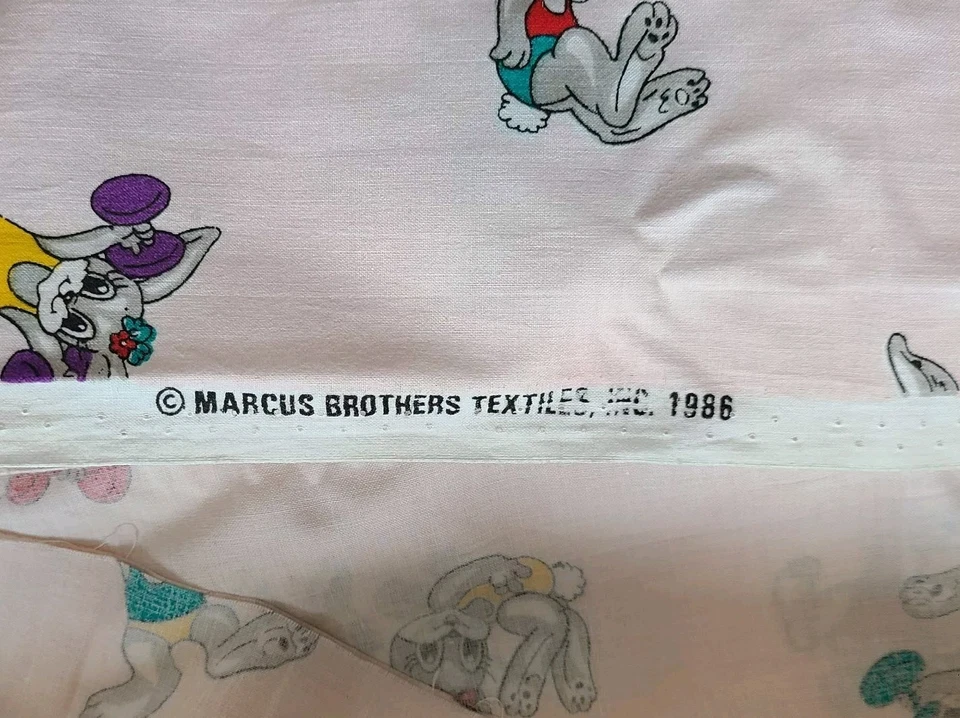 © MARCUS BROTHERS TEXTILES, INC. 1986